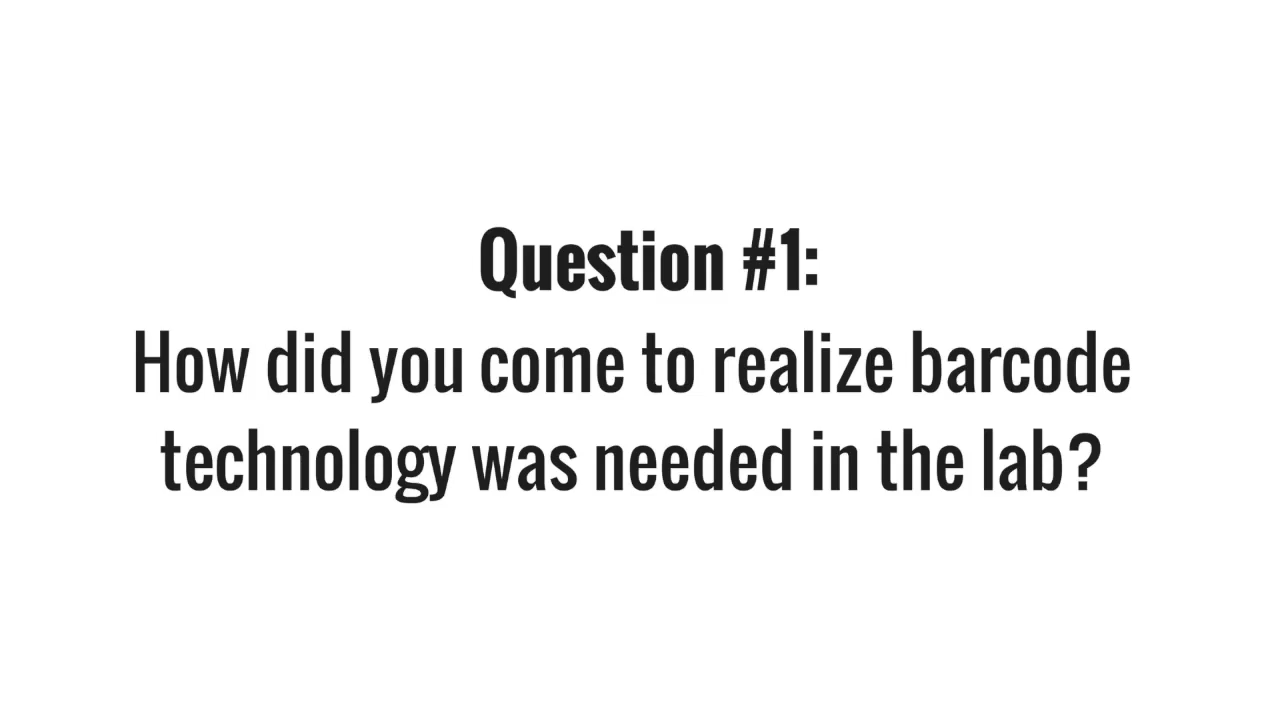 Question #1:
How did you come to realize barcode
technology was needed in the lab?